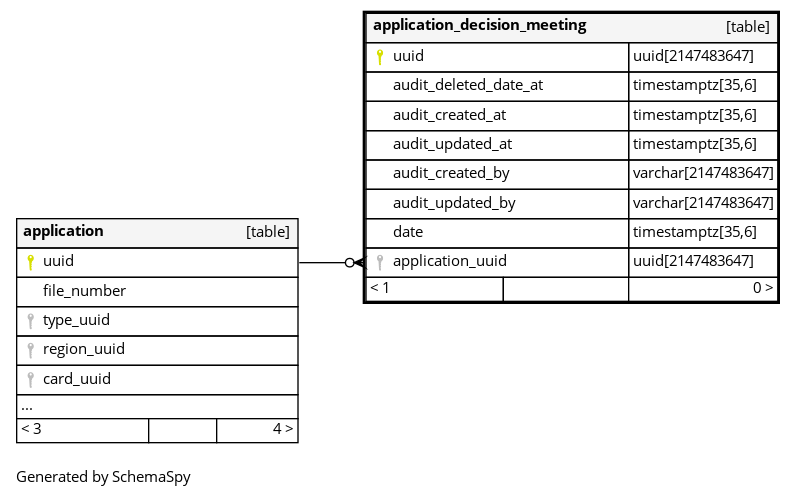 application_decision_meeting [table]
uuid uuid[2147483647]
audit_deleted_date_at timestamptz[35,6]
audit_created_at timestamptz[35,6]
audit_updated_at timestamptz[35,6]
audit_created_by varchar[2147483647]
audit_updated_by varchar[2147483647]
date timestamptz[35,6]
application_uuid uuid[2147483647]
< 1 0 >
application [table]
uuid
file_number
type_uuid
region_uuid
card_uuid
...
< 3 4 >
Generated by SchemaSpy